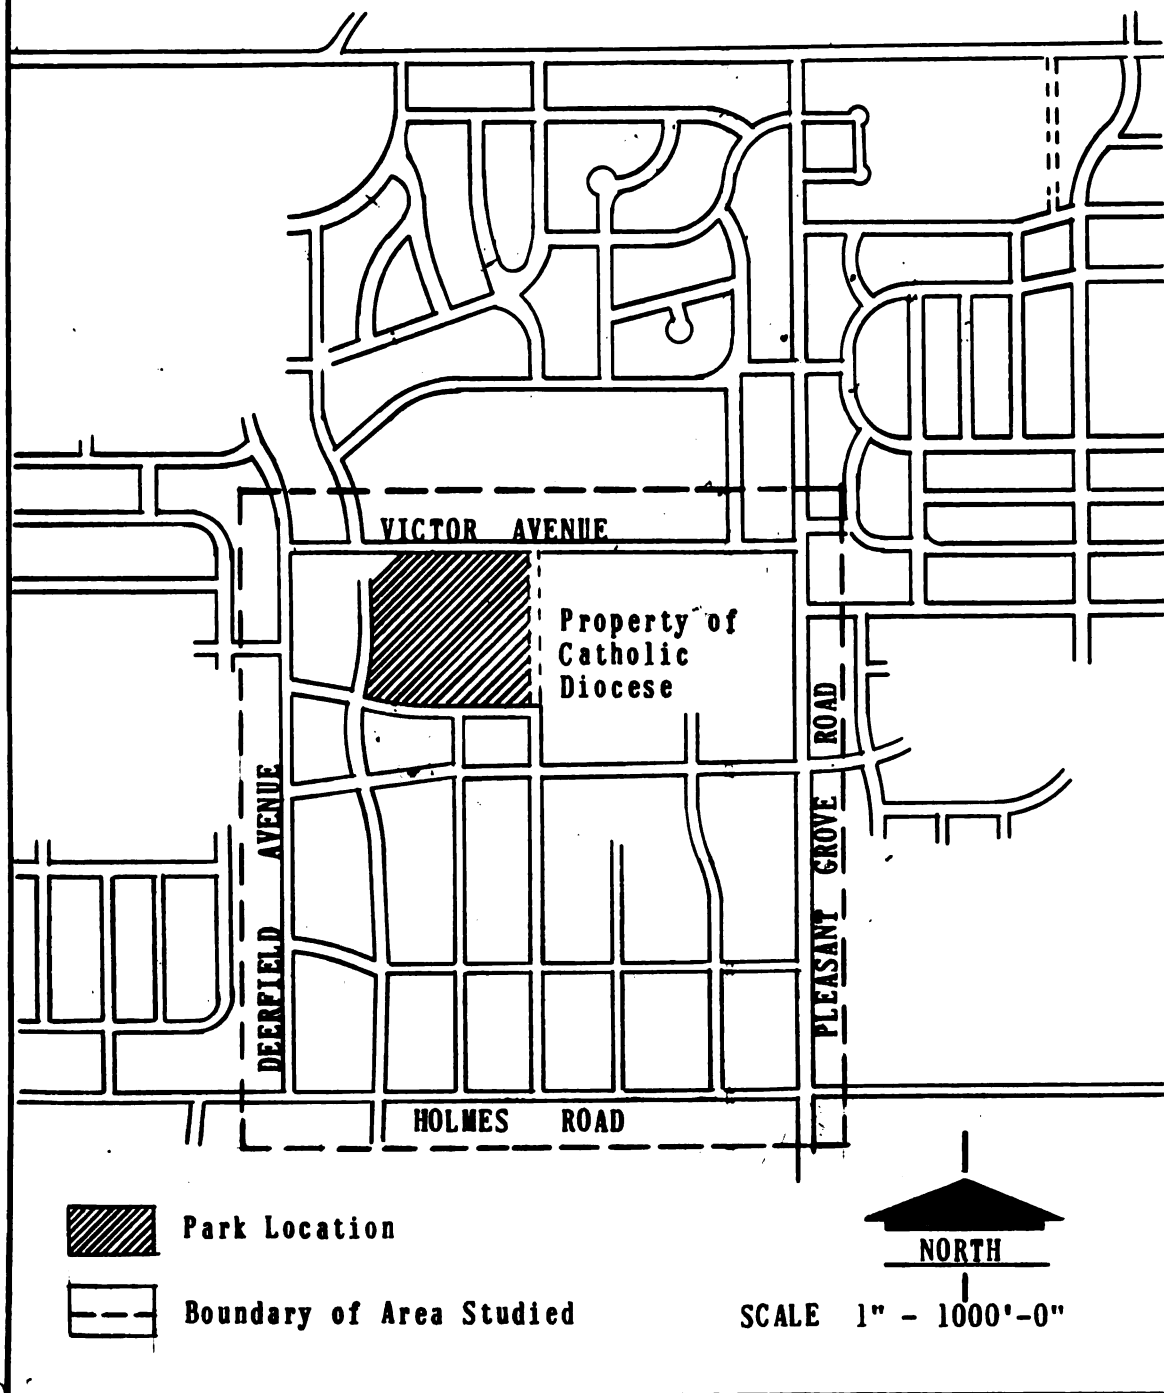 VICTOR AVENUE
Property of
Catholic
Diocese
DEERFIELD AVENUE
PLEASANT GROVE ROAD
HOLMES ROAD
Park Location
Boundary of Area Studied
NORTH
SCALE 1" - 1000'-0"